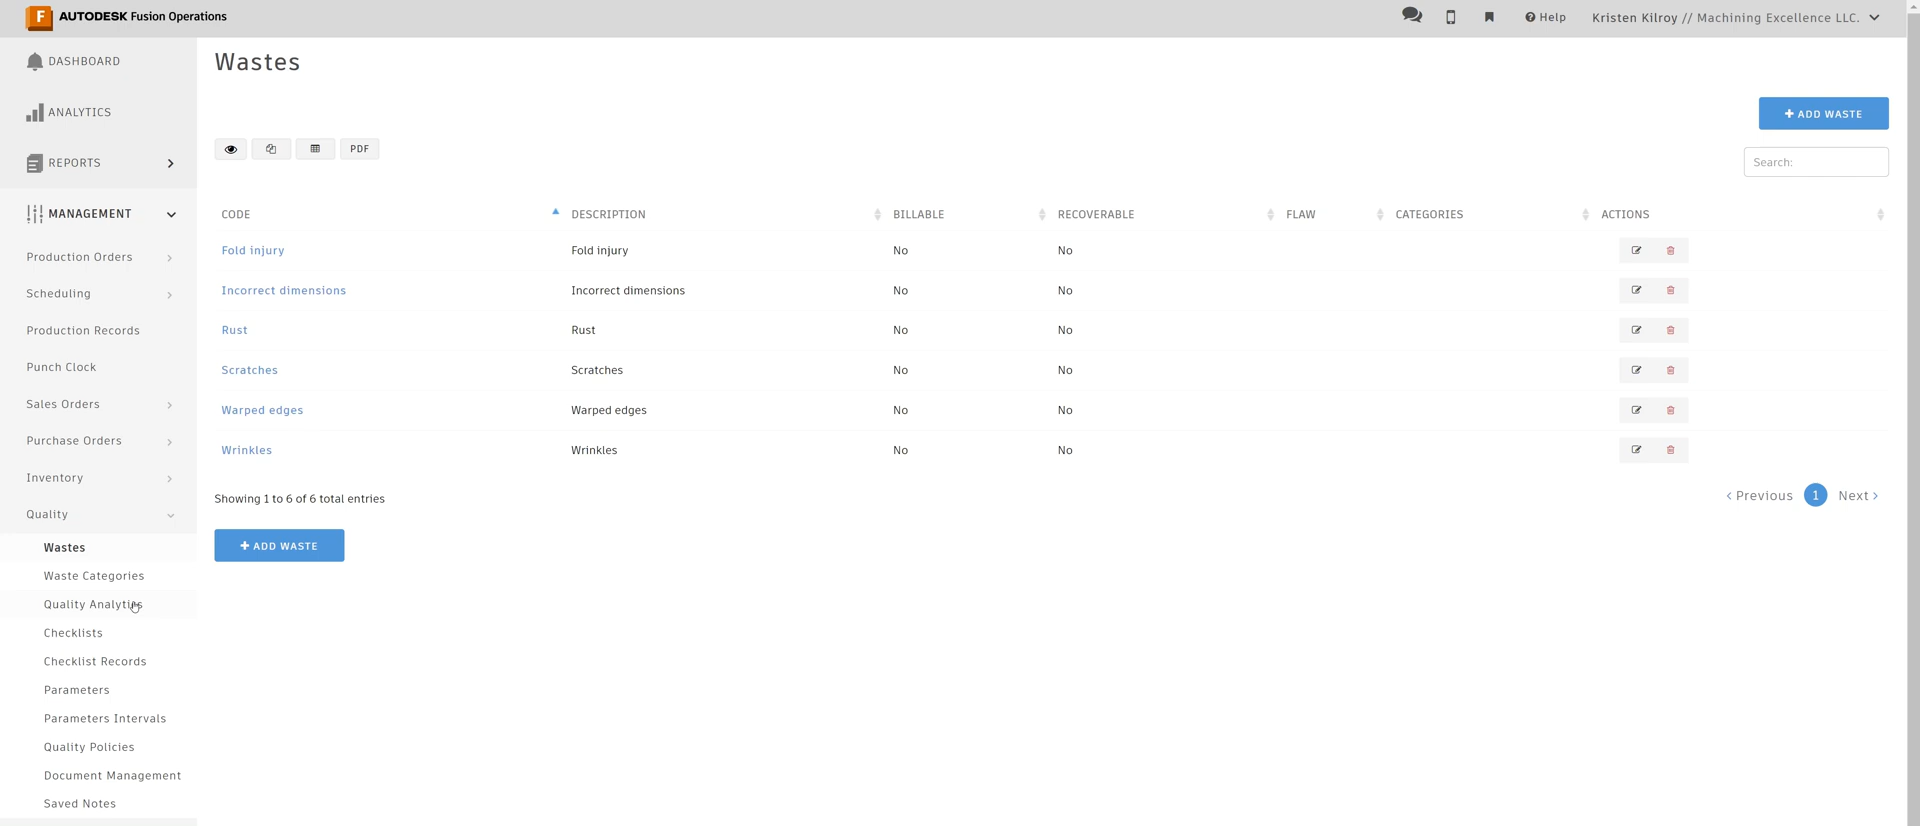 F AUTODESK Fusion Operations
Help
Kristen Kilroy // Machining Excellence LLC.
DASHBOARD
ANALYTICS
REPORTS
MANAGEMENT
Production Orders
Scheduling
Production Records
Punch Clock
Sales Orders
Purchase Orders
Inventory
Quality
Wastes
Waste Categories
Quality Analytics
Checklists
Checklist Records
Parameters
Parameters Intervals
Quality Policies
Document Management
Saved Notes
Wastes
+ ADD WASTE
PDF
Search:
CODE DESCRIPTION BILLABLE RECOVERABLE FLAW CATEGORIES ACTIONS
Fold injury Fold injury No No
Incorrect dimensions Incorrect dimensions No No
Rust Rust No No
Scratches Scratches No No
Warped edges Warped edges No No
Wrinkles Wrinkles No No
Showing 1 to 6 of 6 total entries
< Previous 1 Next >
+ ADD WASTE